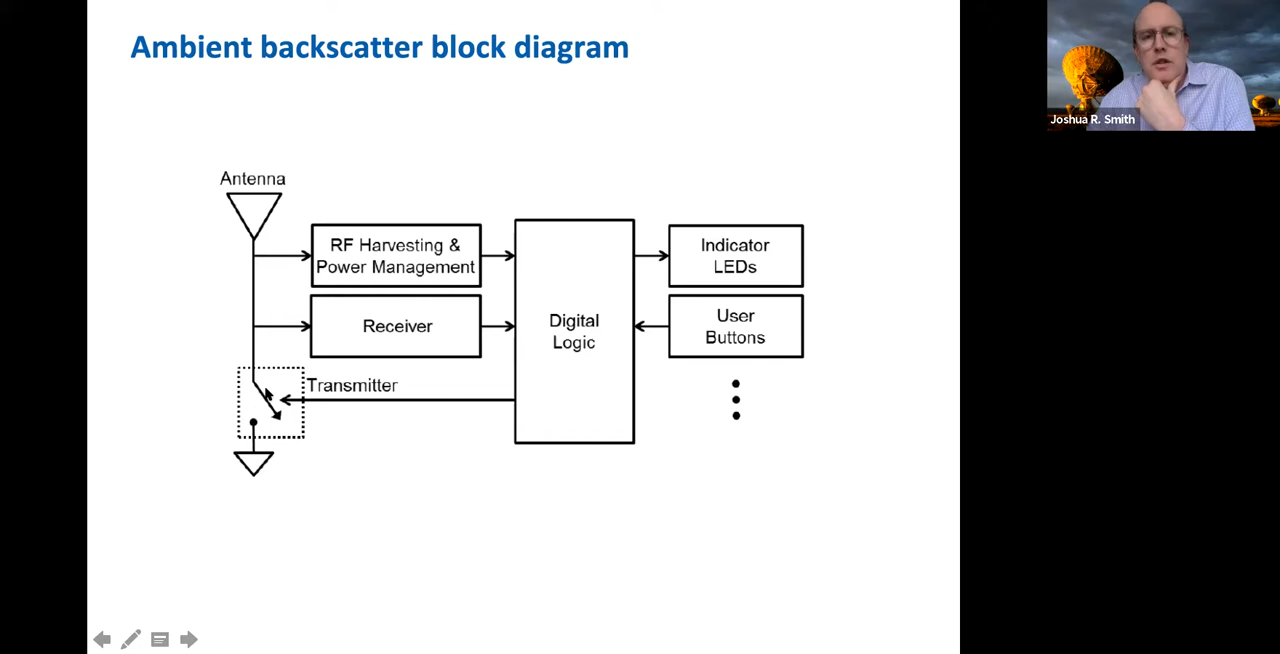 Ambient backscatter block diagram
Joshua R. Smith
Antenna
RF Harvesting &
Power Management
Receiver
Transmitter
Digital
Logic
Indicator
LEDs
User
Buttons